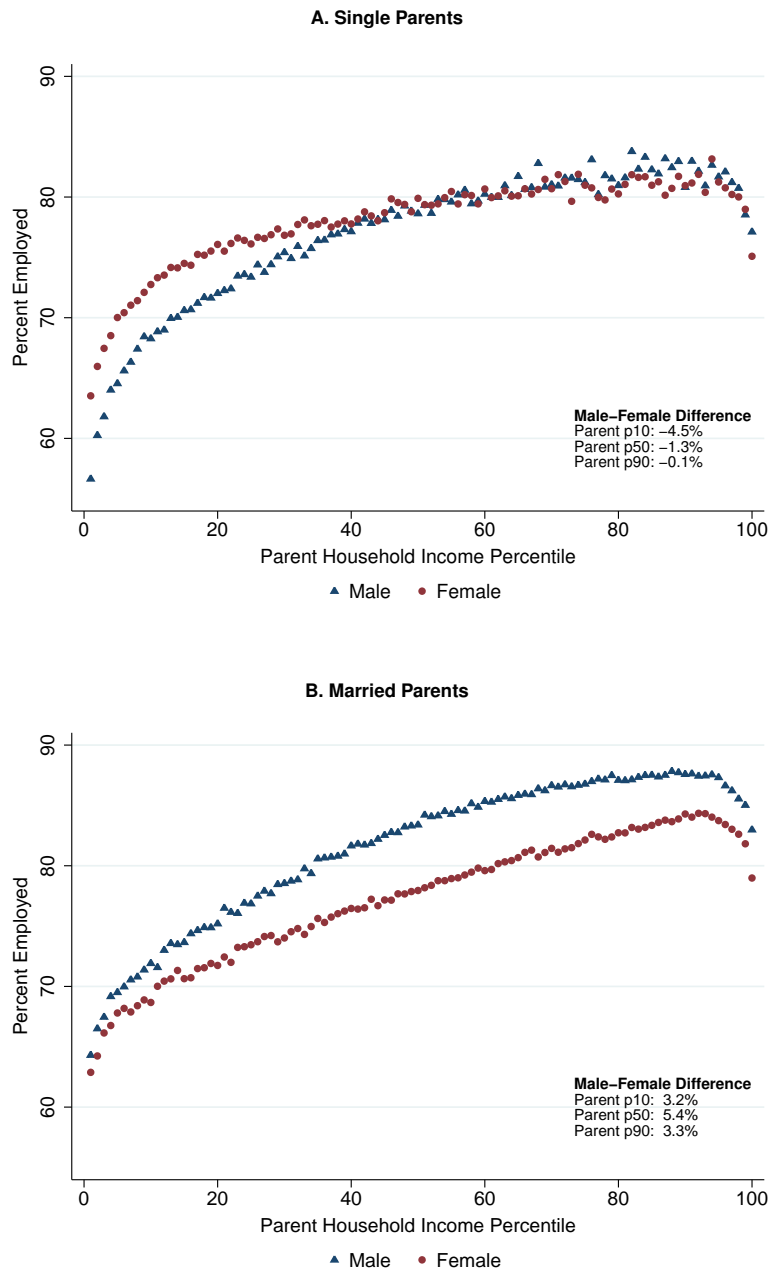 A. Single Parents
Percent Employed
90
80
70
60
0 20 40 60 80 100
Male−Female Difference
Parent p10: −4.5%
Parent p50: −1.3%
Parent p90: −0.1%
Parent Household Income Percentile
Male Female
B. Married Parents
Percent Employed
90
80
70
60
0 20 40 60 80 100
Male−Female Difference
Parent p10: 3.2%
Parent p50: 5.4%
Parent p90: 3.3%
Parent Household Income Percentile
Male Female